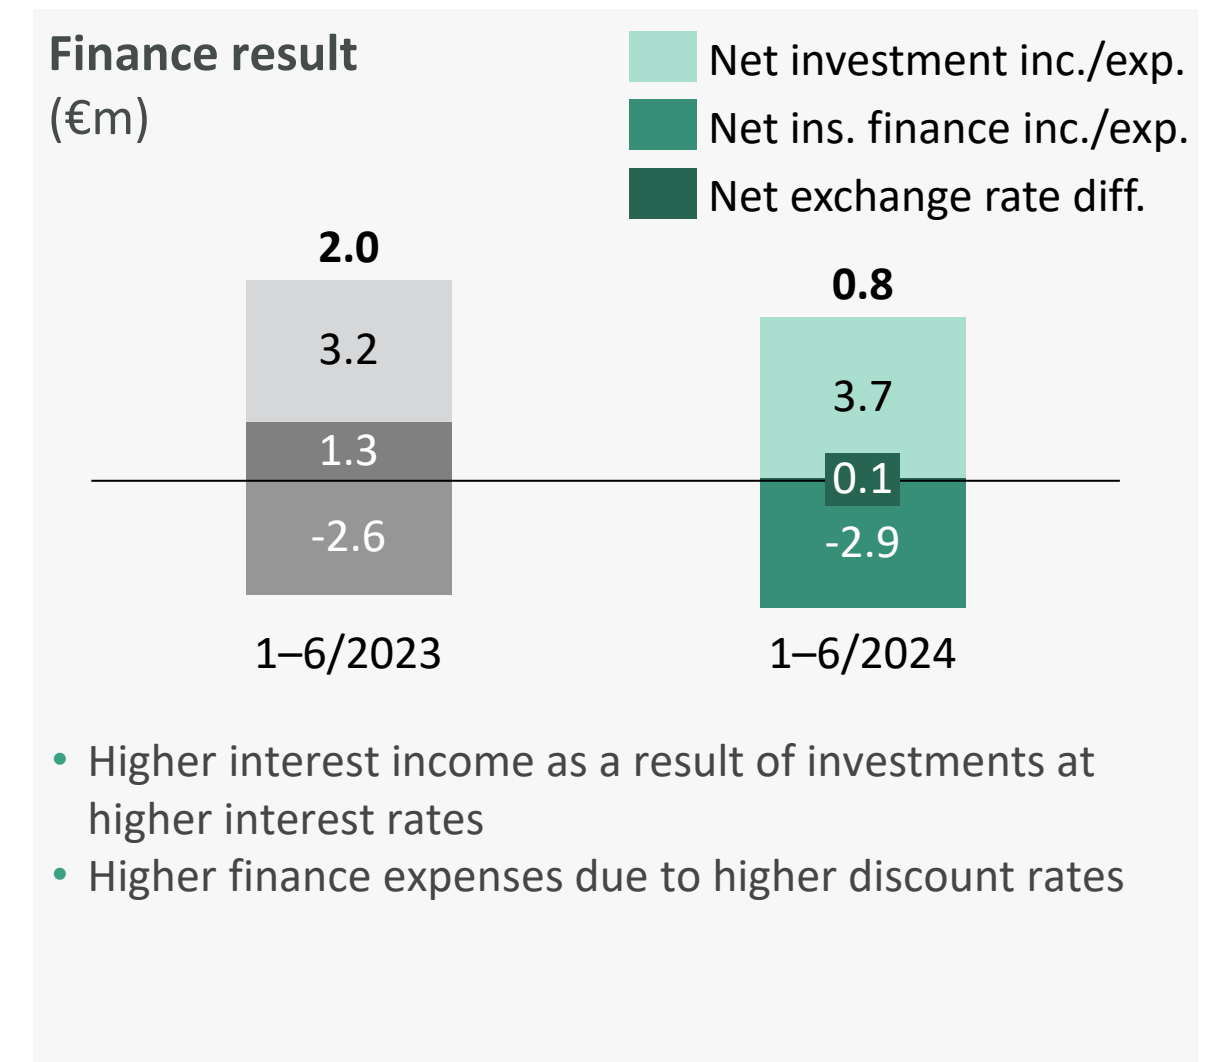 Finance result
(€m)
Net investment inc./exp.
Net ins. finance inc./exp.
Net exchange rate diff.
2.0
3.2
1.3
-2.6
1–6/2023
0.8
3.7
0.1
-2.9
1–6/2024
• Higher interest income as a result of investments at
higher interest rates
• Higher finance expenses due to higher discount rates